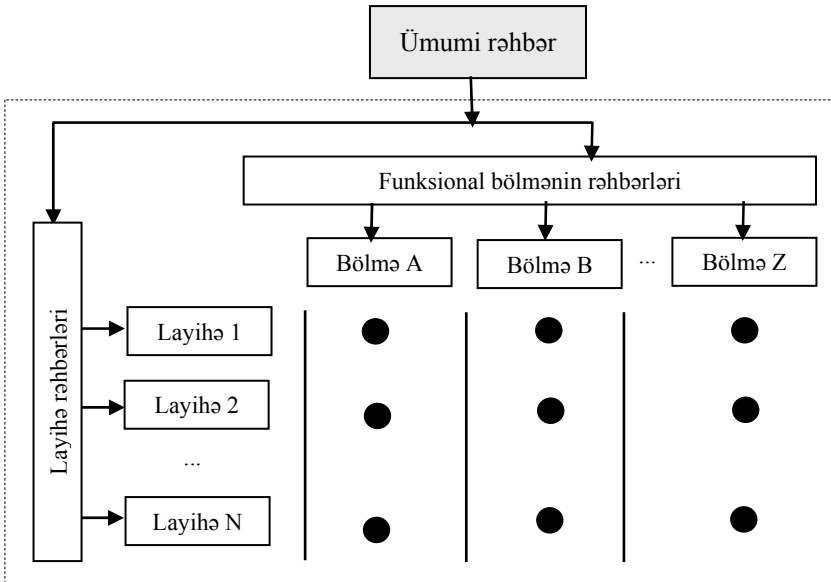 Ümumi rəhbər
Funksional bölmənin rəhbərləri
Bölmə A
Bölmə B
...
Bölmə Z
Layihə rəhbərləri
Layihə 1
Layihə 2
...
Layihə N